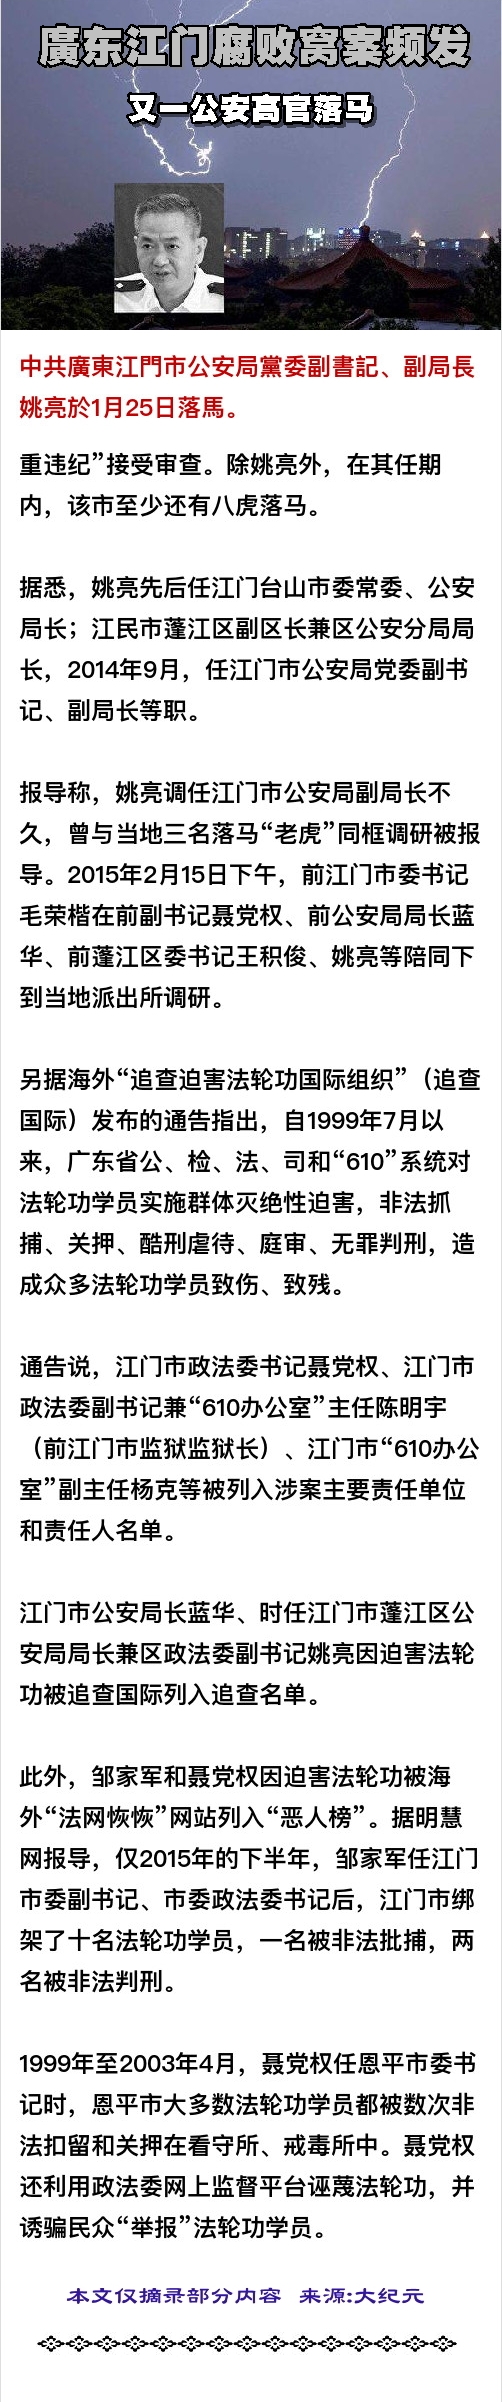 廣东江门腐败窝案频发
又一公安高官落马
中共廣東江門市公安局黨委副書記、副局長
姚亮於1月25日落馬。
重违纪”接受审查。除姚亮外，在其任期
内，该市至少还有八虎落马。
据悉，姚亮先后任江门台山市委常委、公安
局长；江民市蓬江区副区长兼区公安分局局
长，2014年9月，任江门市公安局党委副书
记、副局长等职。
报导称，姚亮调任江门市公安局副局长不
久，曾与当地三名落马“老虎”同框调研被报
导。2015年2月15日下午，前江门市委书记
毛荣楷在前副书记聂党权、前公安局局长蓝
华、前蓬江区委书记王积俊、姚亮等陪同下
到当地派出所调研。
另据海外“追查迫害法轮功国际组织”（追查
国际）发布的通告指出，自1999年7月以
来，广东省公、检、法、司和“610”系统对
法轮功学员实施群体灭绝性迫害，非法抓
捕、关押、酷刑虐待、庭审、无罪判刑，造
成众多法轮功学员致伤、致残。
通告说，江门市政法委书记聂党权、江门市
政法委副书记兼“610办公室”主任陈明宇
（前江门市监狱监狱长）、江门市“610办公
室”副主任杨克等被列入涉案主要责任单位
和责任人名单。
江门市公安局长蓝华、时任江门市蓬江区公
安局局长兼区政法委副书记姚亮因迫害法轮
功被追查国际列入追查名单。
此外，邹家军和聂党权因迫害法轮功被海
外“法网恢恢”网站列入“恶人榜”。据明慧
网报导，仅2015年的下半年，邹家军任江门
市委副书记、市委政法委书记后，江门市绑
架了十名法轮功学员，一名被非法批捕，两
名被非法判刑。
1999年至2003年4月，聂党权任恩平市委书
记时，恩平市大多数法轮功学员都被数次非
法扣留和关押在看守所、戒毒所中。聂党权
还利用政法委网上监督平台诬蔑法轮功，并
诱骗民众“举报”法轮功学员。
本文仅摘录部分内容 来源:大纪元